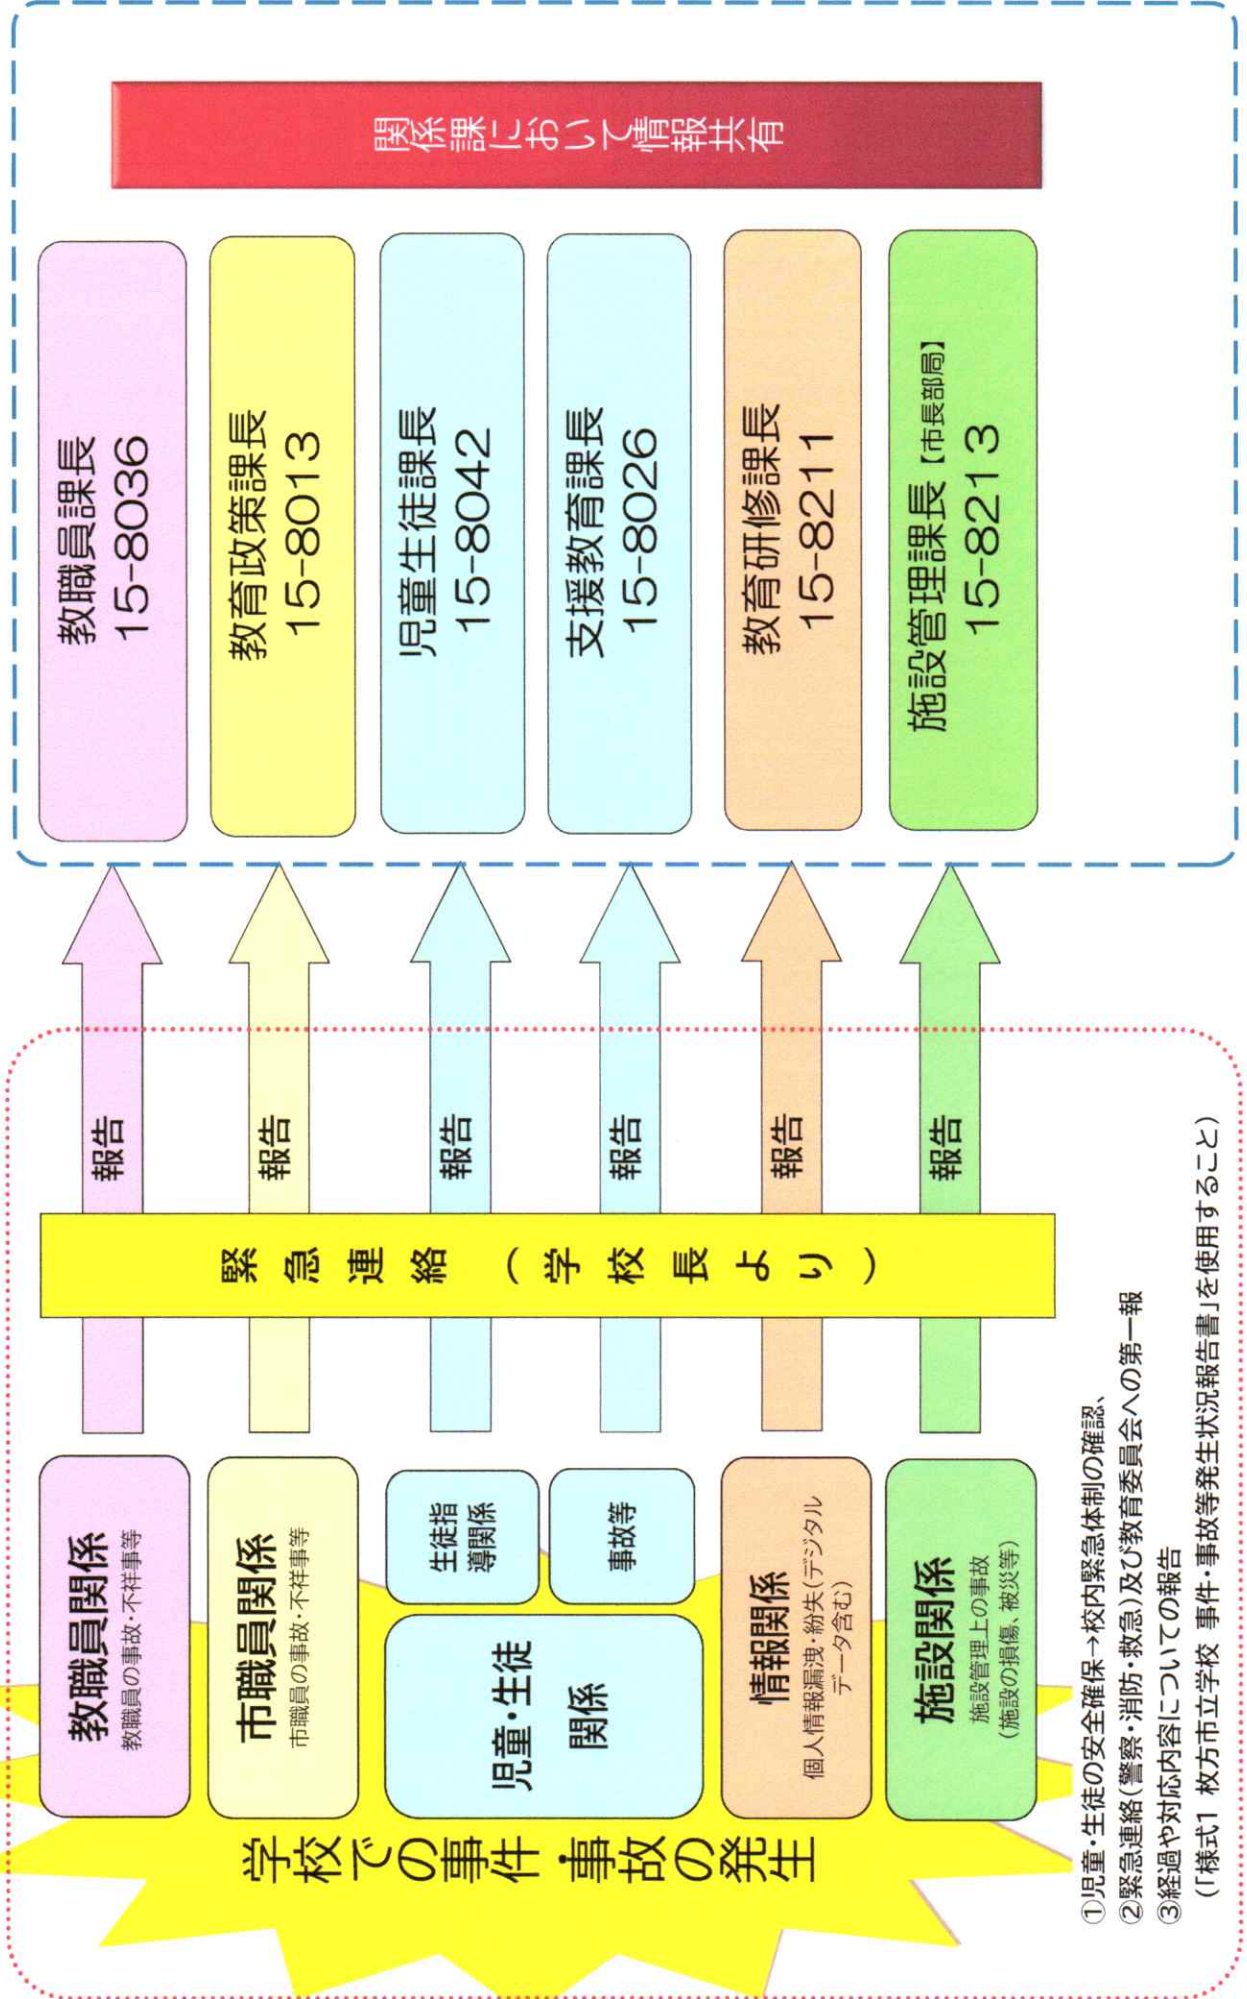 学校での事件・事故の発生
教職員関係
教職員の事故・不祥事等
市職員関係
市職員の事故・不祥事等
児童・生徒
関係
生徒指
導関係
事故等
情報関係
個人情報漏洩・紛失(デジタル
データ含む)
施設関係
施設管理上の事故
(施設の損傷、被災等)
緊急連絡(学校長より)
報告
報告
報告
報告
報告
報告
教職員課長
15-8036
教育政策課長
15-8013
児童生徒課長
15-8042
支援教育課長
15-8026
教育研修課長
15-8211
施設管理課長【市長部局】
15-8213
関係課において情報共有
①児童・生徒の安全確保→校内緊急体制の確認、
②緊急連絡(警察・消防・救急)及び教育委員会への第一報
③経過や対応内容についての報告
(「様式1 枚方市立学校 事件・事故等発生状況報告書」を使用すること)